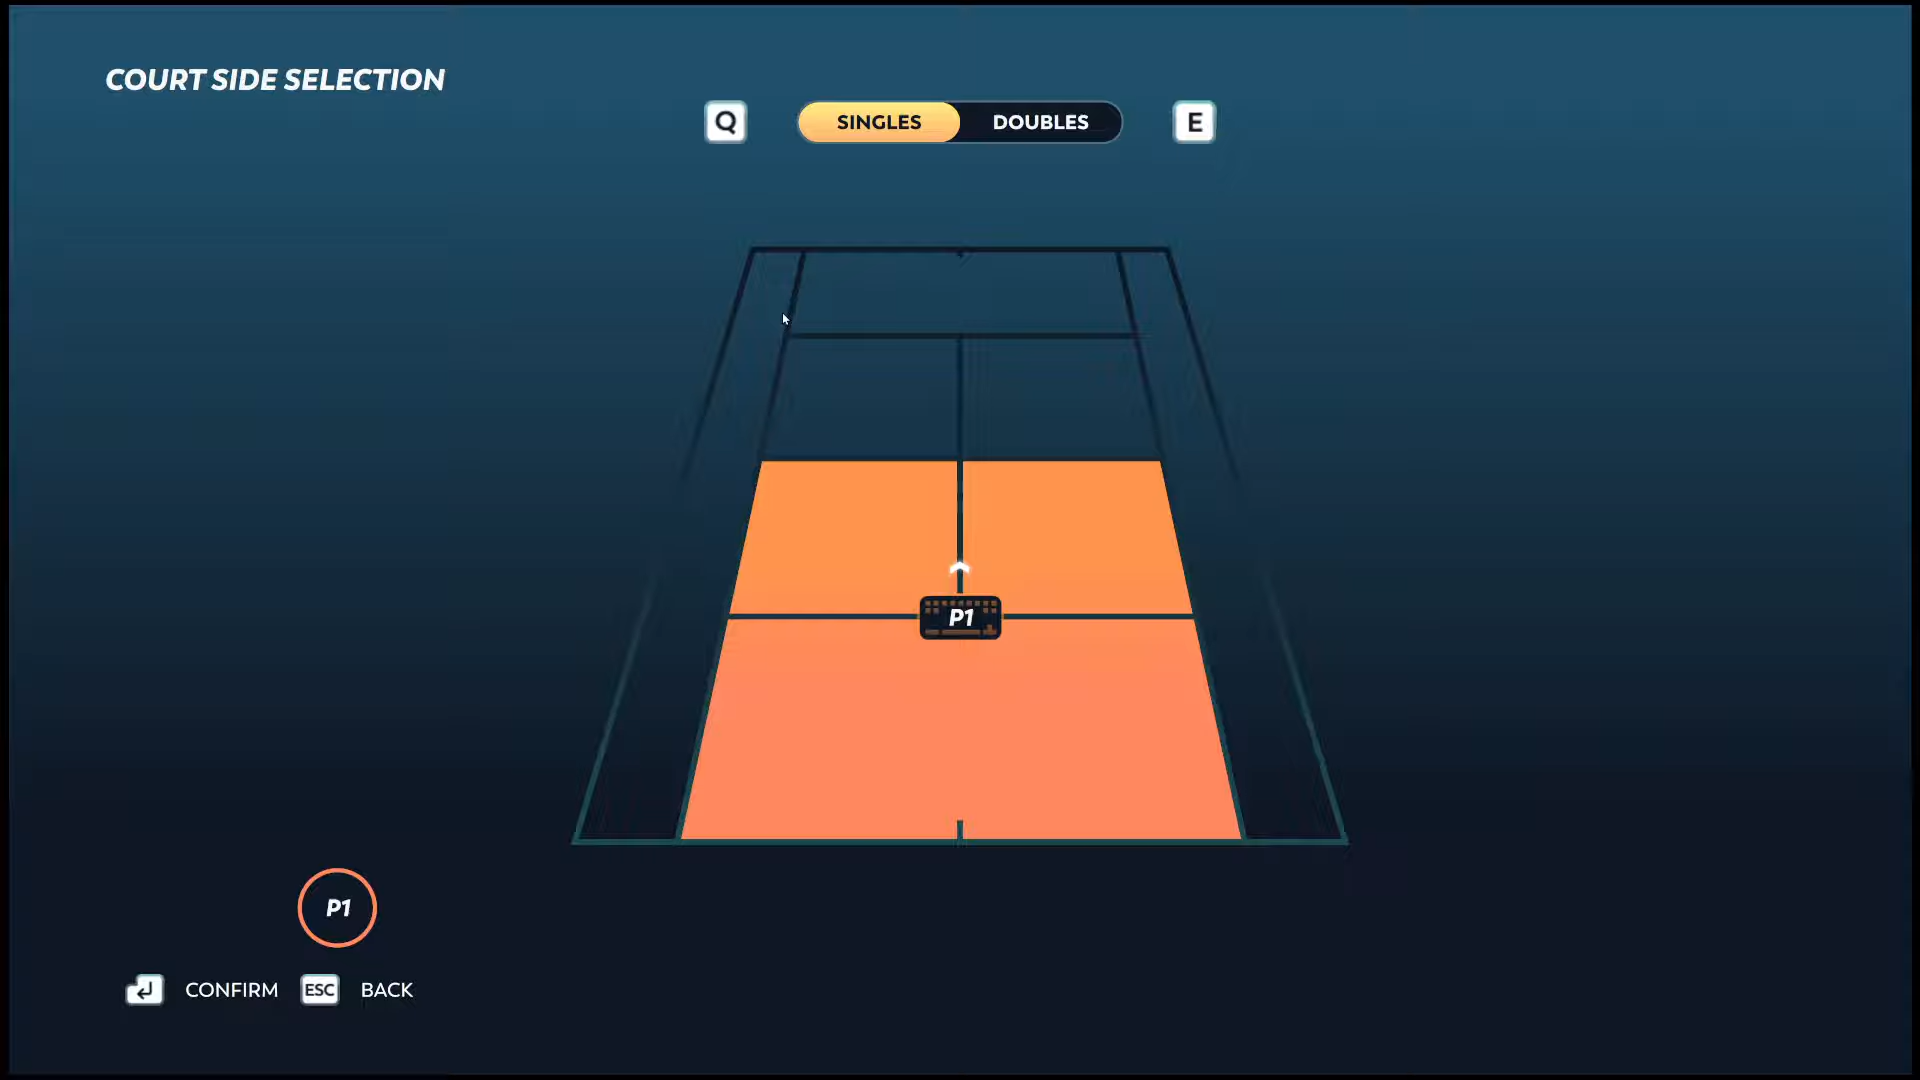 COURT SIDE SELECTION
Q SINGLES DOUBLES E
P1
P1
CONFIRM ESC BACK